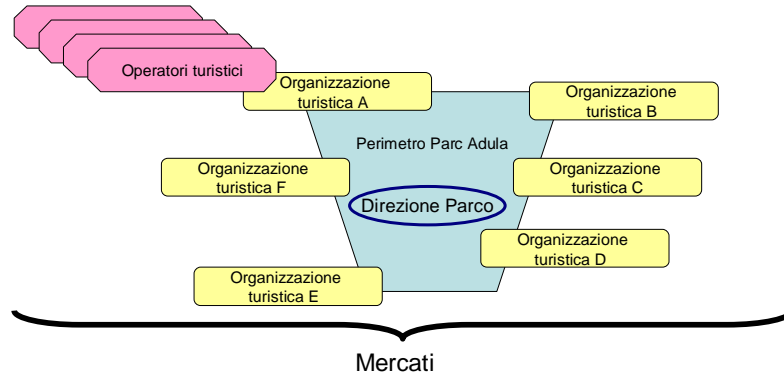 Operatori turistici
Organizzazione
turistica A
Organizzazione
turistica B
Perimetro Parc Adula
Organizzazione
turistica F
Organizzazione
turistica C
Direzione Parco
Organizzazione
turistica D
Organizzazione
turistica E
Mercati